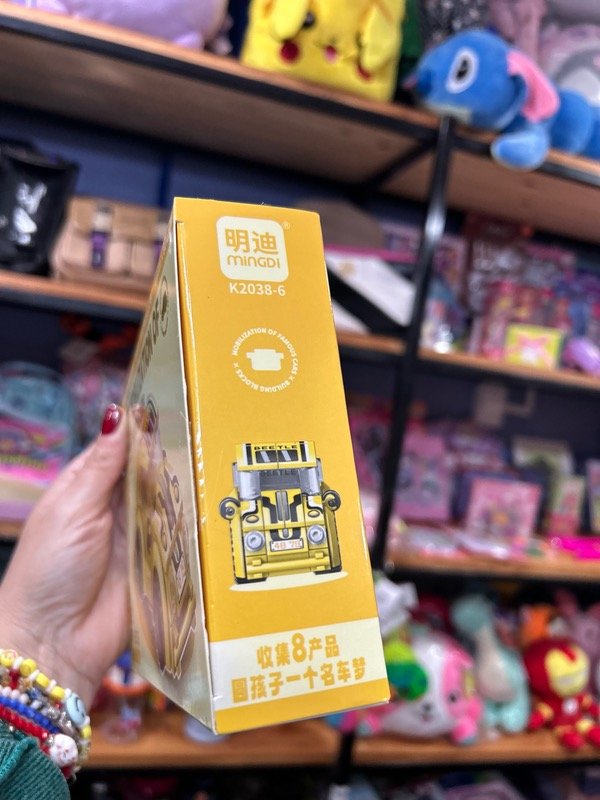 明迪®
MINGDI
K2038-6
MOBILIZATION OF FAMOUS CARS × BUILDING BLOCKS ×
BEETLE
BEETLE
收集8产品
圆孩子一个名车梦